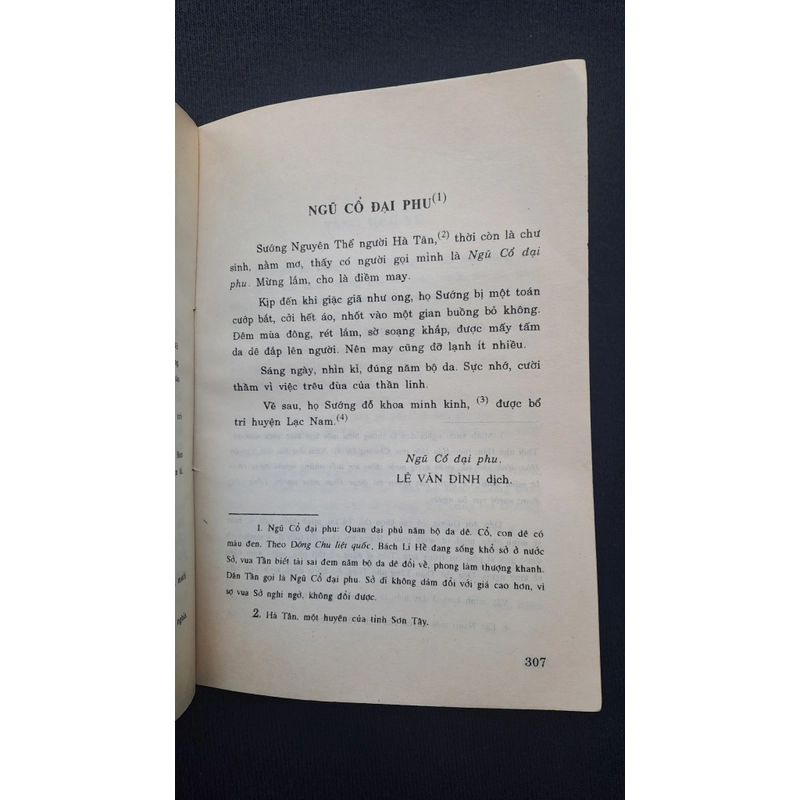 NGŨ CỔ ĐẠI PHU(1)
Sướng Nguyên Thể người Hà Tân,(2) thời còn là chư
sinh, nằm mơ, thấy có người gọi mình là Ngũ Cổ đại
phu. Mừng lắm, cho là điềm may.
Kịp đến khi giặc giã như ong, họ Sướng bị một toán
cướp bắt, cởi hết áo, nhốt vào một gian buồng bỏ không.
Đêm mùa đông, rét lắm, sờ soạng khắp, được mấy tấm
da dê đắp lên người. Nên may cũng đỡ lạnh ít nhiều.
Sáng ngày, nhìn kĩ, đúng năm bộ da. Sực nhớ, cười
thầm vì việc trêu đùa của thần linh.
Về sau, họ Sướng đỗ khoa minh kinh, (3) được bổ
tri huyện Lạc Nam.(4)
Ngũ Cổ đại phu.
LÊ VĂN ĐÌNH dịch.
1. Ngũ Cổ đại phu: Quan đại phu năm bộ da dê. Cổ, con dê có
màu đen. Theo Đông Chu liệt quốc, Bách Lí Hề đang sống khổ sở ở nước
Sở, vua Tần biết tài sai đem năm bộ da dê đổi về, phong làm thượng khanh.
Dân Tần gọi là Ngũ Cổ đại phu. Sở dĩ không dám đổi với giá cao hơn, vì
sợ vua Sở nghi ngờ, không đổi được.
2. Hà Tân, một huyện của tỉnh Sơn Tây.
307